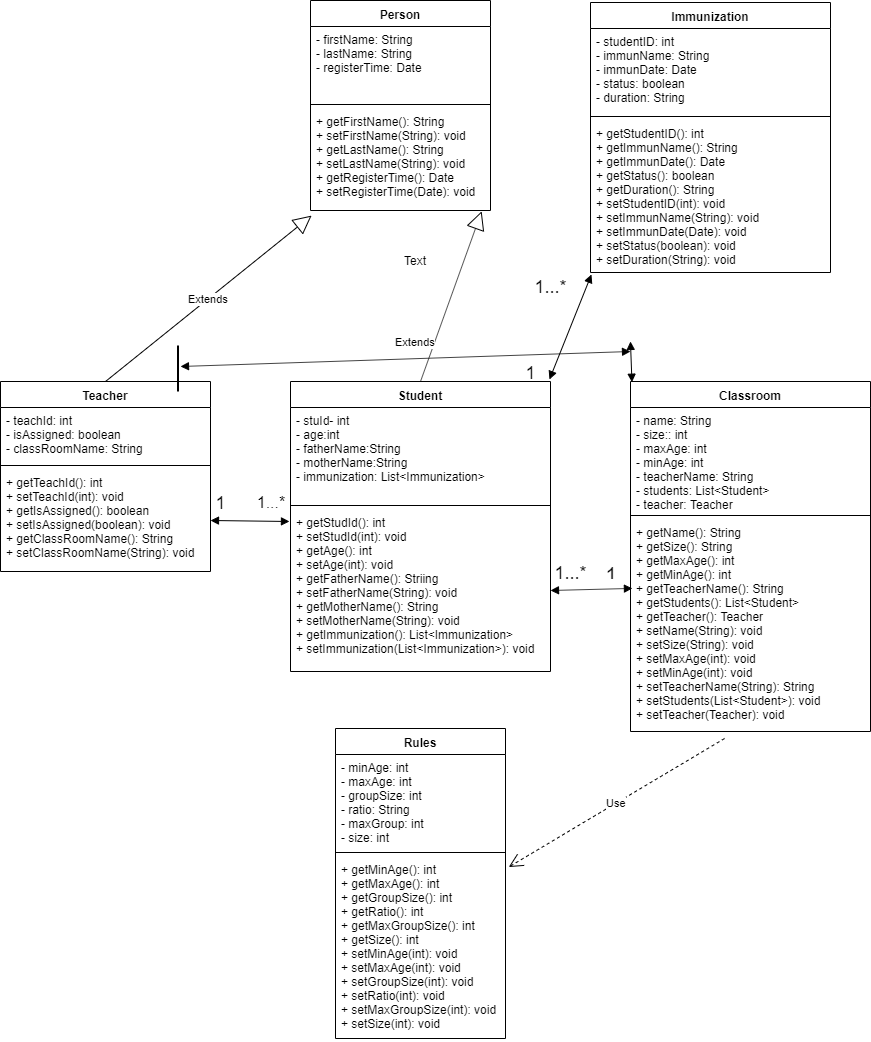 Person
- firstName: String
- lastName: String
- registerTime: Date
+ getFirstName(): String
+ setFirstName(String): void
+ getLastName(): String
+ setLastName(String): void
+ getRegisterTime(): Date
+ setRegisterTime(Date): void
Immunization
- studentID: int
- immunName: String
- immunDate: Date
- status: boolean
- duration: String
+ getStudentID(): int
+ getImmunName(): String
+ getImmunDate(): Date
+ getStatus(): boolean
+ getDuration(): String
+ setStudentID(int): void
+ setImmunName(String): void
+ setImmunDate(Date): void
+ setStatus(boolean): void
+ setDuration(String): void
Text
Extends
1...*
Extends
1
Teacher
- teachId: int
- isAssigned: boolean
- classRoomName: String
+ getTeachId(): int
+ setTeachId(int): void
+ getIsAssigned(): boolean
+ setIsAssigned(boolean): void
+ getClassRoomName(): String
+ setClassRoomName(String): void
1
1...*
Student
- stuId- int
- age:int
- fatherName:String
- motherName:String
- immunization: List<Immunization>
+ getStudId(): int
+ setStudId(int): void
+ getAge(): int
+ setAge(int): void
+ getFatherName(): Striing
+ setFatherName(String): void
+ getMotherName(): String
+ setMotherName(String): void
+ getImmunization(): List<Immunization>
+ setImmunization(List<Immunization>): void
1...*
1
Classroom
- name: String
- size:: int
- maxAge: int
- minAge: int
- teacherName: String
- students: List<Student>
- teacher: Teacher
+ getName(): String
+ getSize(): String
+ getMaxAge(): int
+ getMinAge(): int
+ getTeacherName(): String
+ getStudents(): List<Student>
+ getTeacher(): Teacher
+ setName(String): void
+ setSize(String): void
+ setMaxAge(int): void
+ setMinAge(int): void
+ setTeacherName(String): String
+ setStudents(List<Student>): void
+ setTeacher(Teacher): void
Use
Rules
- minAge: int
- maxAge: int
- groupSize: int
- ratio: String
- maxGroup: int
- size: int
+ getMinAge(): int
+ getMaxAge(): int
+ getGroupSize(): int
+ getRatio(): int
+ getMaxGroupSize(): int
+ getSize(): int
+ setMinAge(int): void
+ setMaxAge(int): void
+ setGroupSize(int): void
+ setRatio(int): void
+ setMaxGroupSize(int): void
+ setSize(int): void